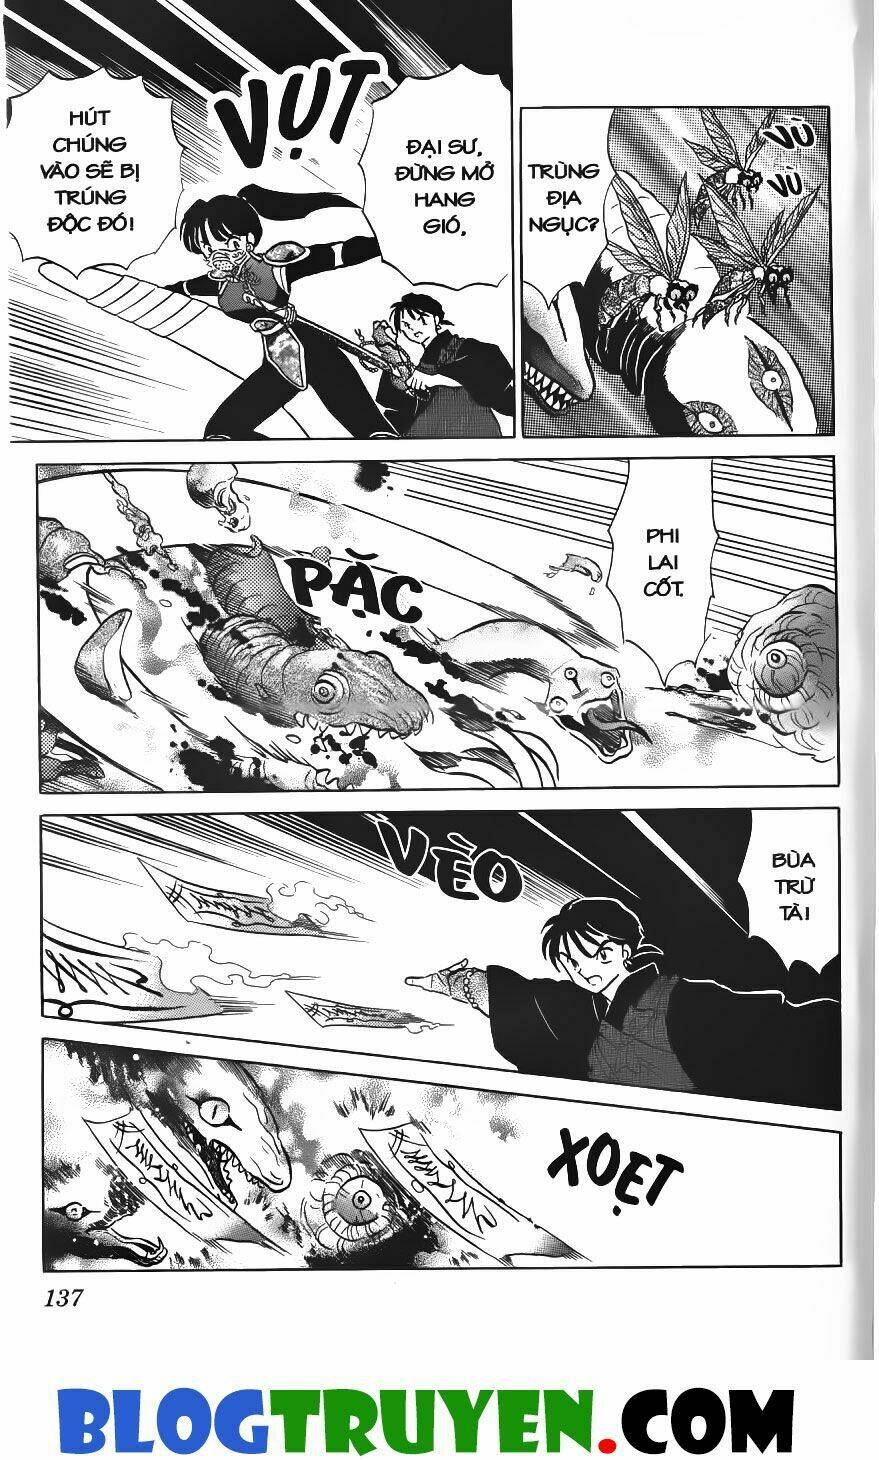 VÙ
VÙ
TRÙNG
ĐỊA
NGỤC?
ĐẠI SƯ,
ĐỪNG MỞ
HANG
GIÓ,
VỤT
HÚT
CHÚNG
VÀO SẼ BỊ
TRÚNG
ĐỘC ĐÓ!
PHI
LAI
CỐT.
PẶC
BÙA
TRỪ
TÀ!
VÈO
XOẸT
137
BLOGTRUYEN.COM